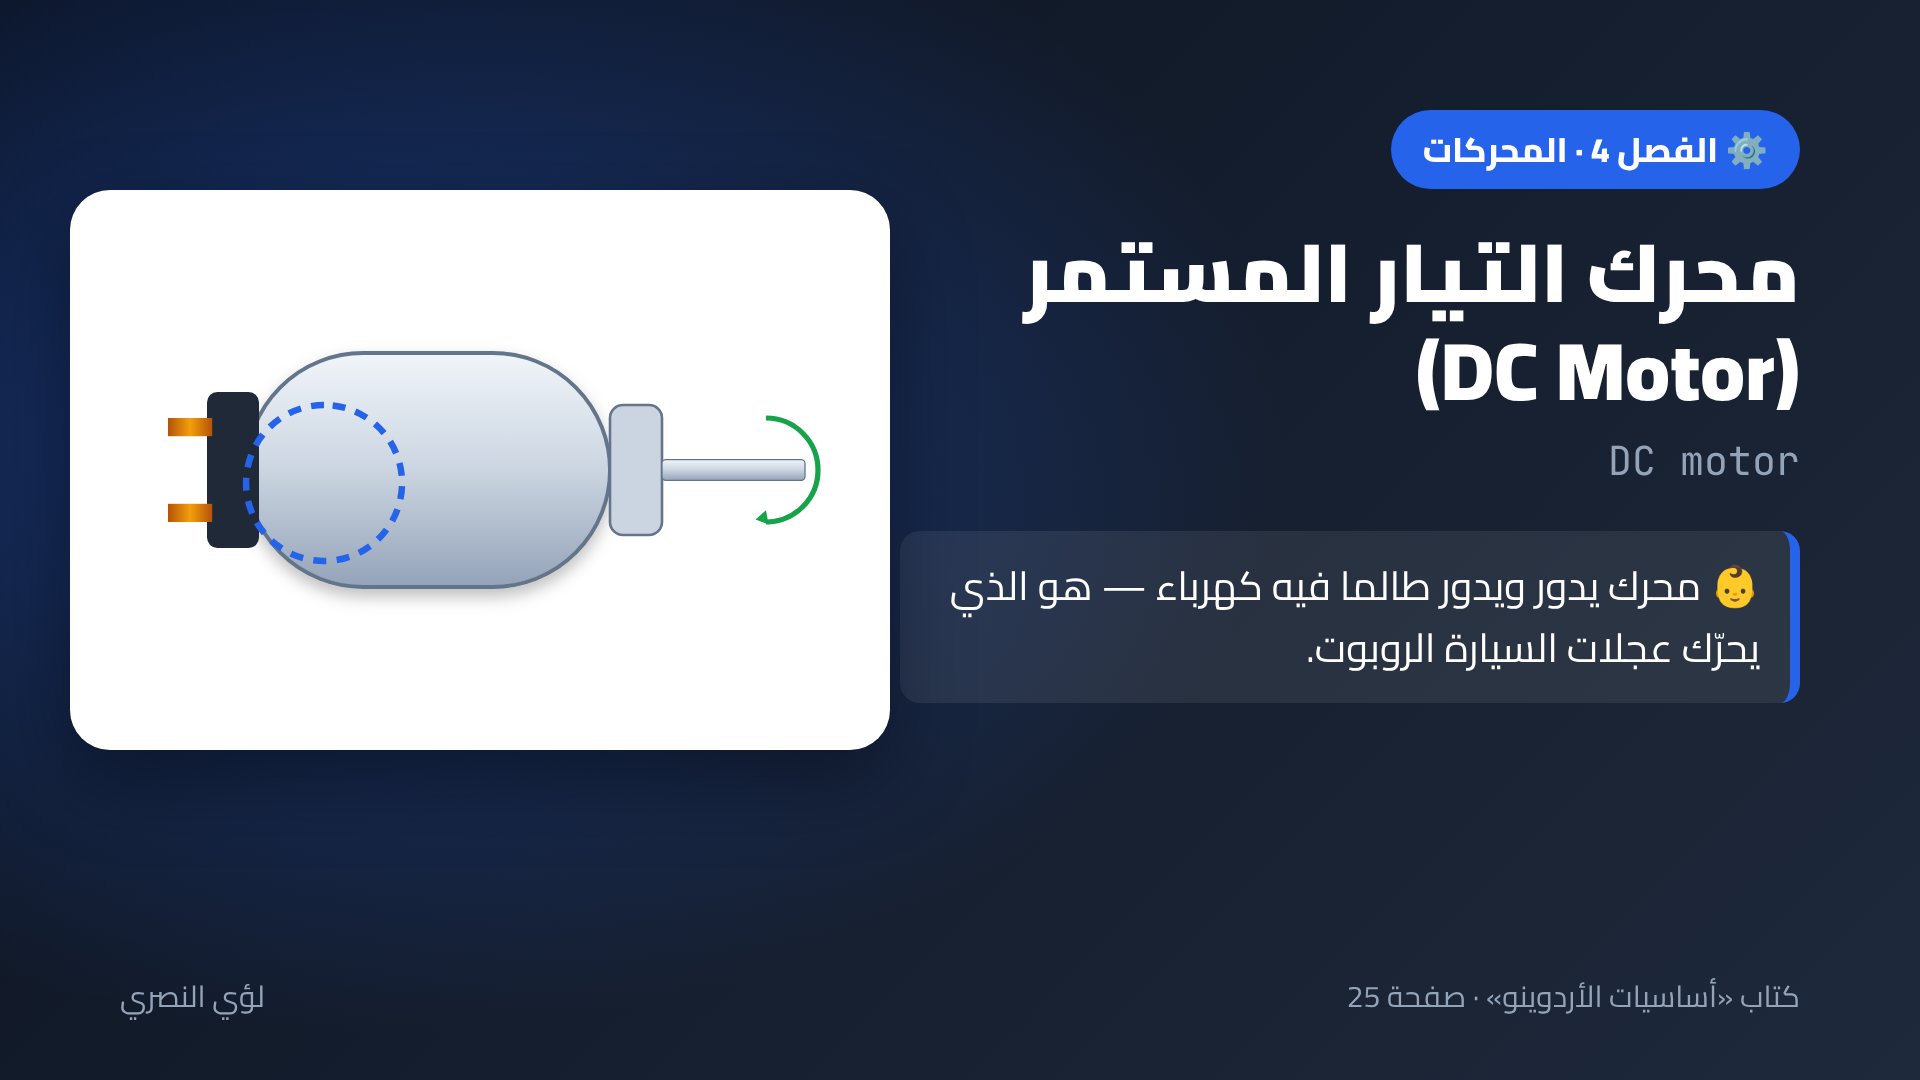 ⚙️ الفصل 4 · المحركات
محرك التيار المستمر
(DC Motor)
DC motor
👶 محرك يدور ويدور طالما فيه كهرباء — هو الذي
يحرّك عجلات السيارة الروبوت.
كتاب «أساسيات الأردوينو» · صفحة 25
لؤي النصري